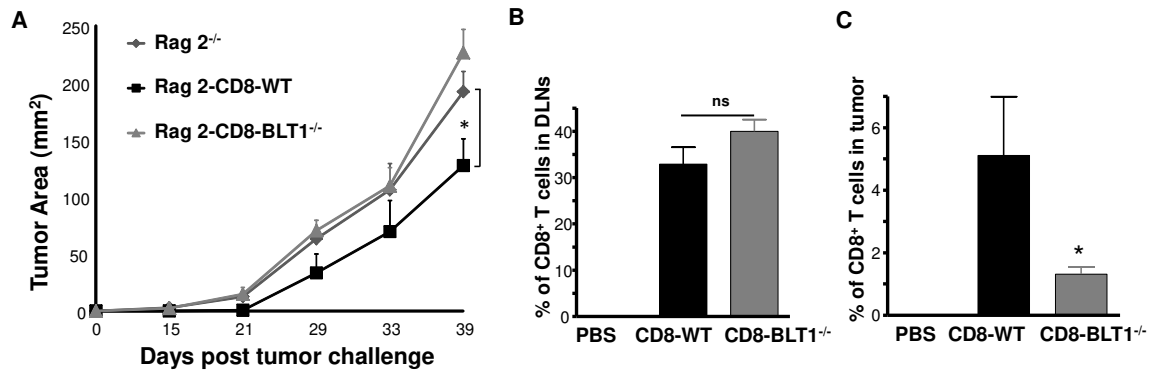 A
250
200
150
100
50
0
Tumor Area (mm²)
Rag 2-/-
Rag 2-CD8-WT
Rag 2-CD8-BLT1-/-
*
0 15 21 29 33 39
Days post tumor challenge
B
% of CD8+ T cells in DLNs
40
30
20
10
0
ns
PBS CD8-WT CD8-BLT1-/-
C
% of CD8+ T cells in tumor
6
4
2
0
*
PBS CD8-WT CD8-BLT1-/-